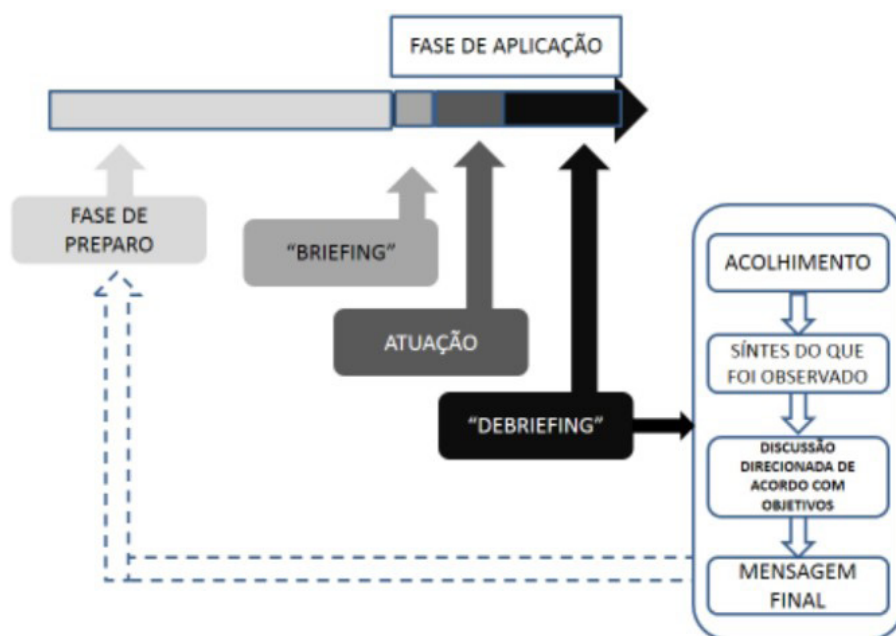 FASE DE APLICAÇÃO
FASE DE
PREPARO
“BRIEFING”
ATUAÇÃO
“DEBRIEFING”
ACOLHIMENTO
SÍNTES DO QUE
FOI OBSERVADO
DISCUSSÃO
DIRECIONADA DE
ACORDO COM
OBJETIVOS
MENSAGEM
FINAL